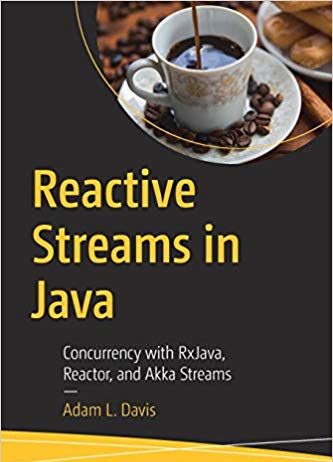 Reactive
Streams in
Java
Concurrency with RxJava,
Reactor, and Akka Streams
Adam L. Davis